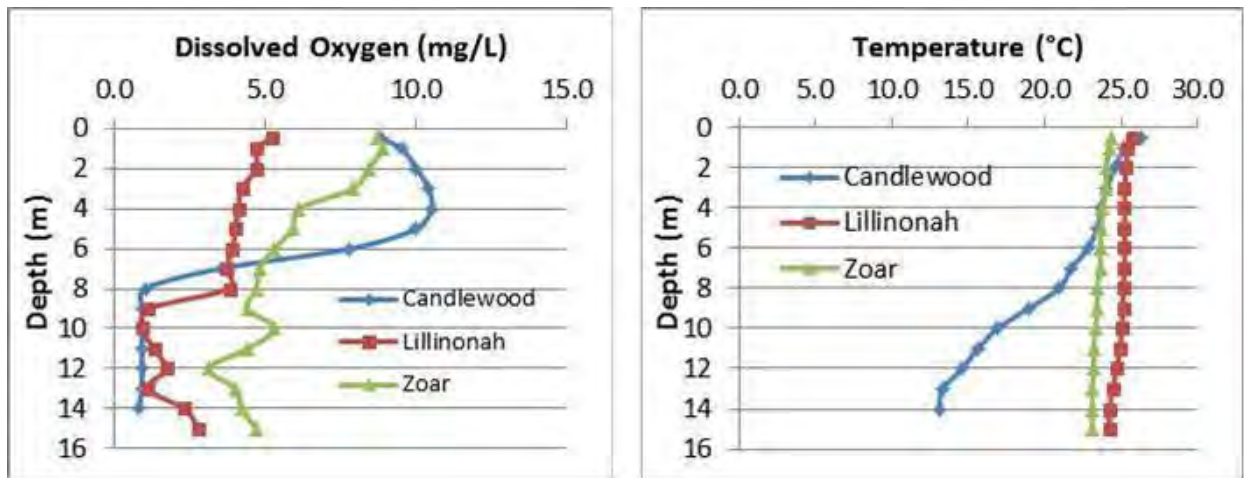 Dissolved Oxygen (mg/L)
0.0 5.0 10.0 15.0
0
2
4
6
8
10
12
14
16
Depth (m)
Candlewood
Lillinonah
Zoar
Temperature (°C)
0.0 5.0 10.0 15.0 20.0 25.0 30.0
0
2
4
6
8
10
12
14
16
Depth (m)
Candlewood
Lillinonah
Zoar